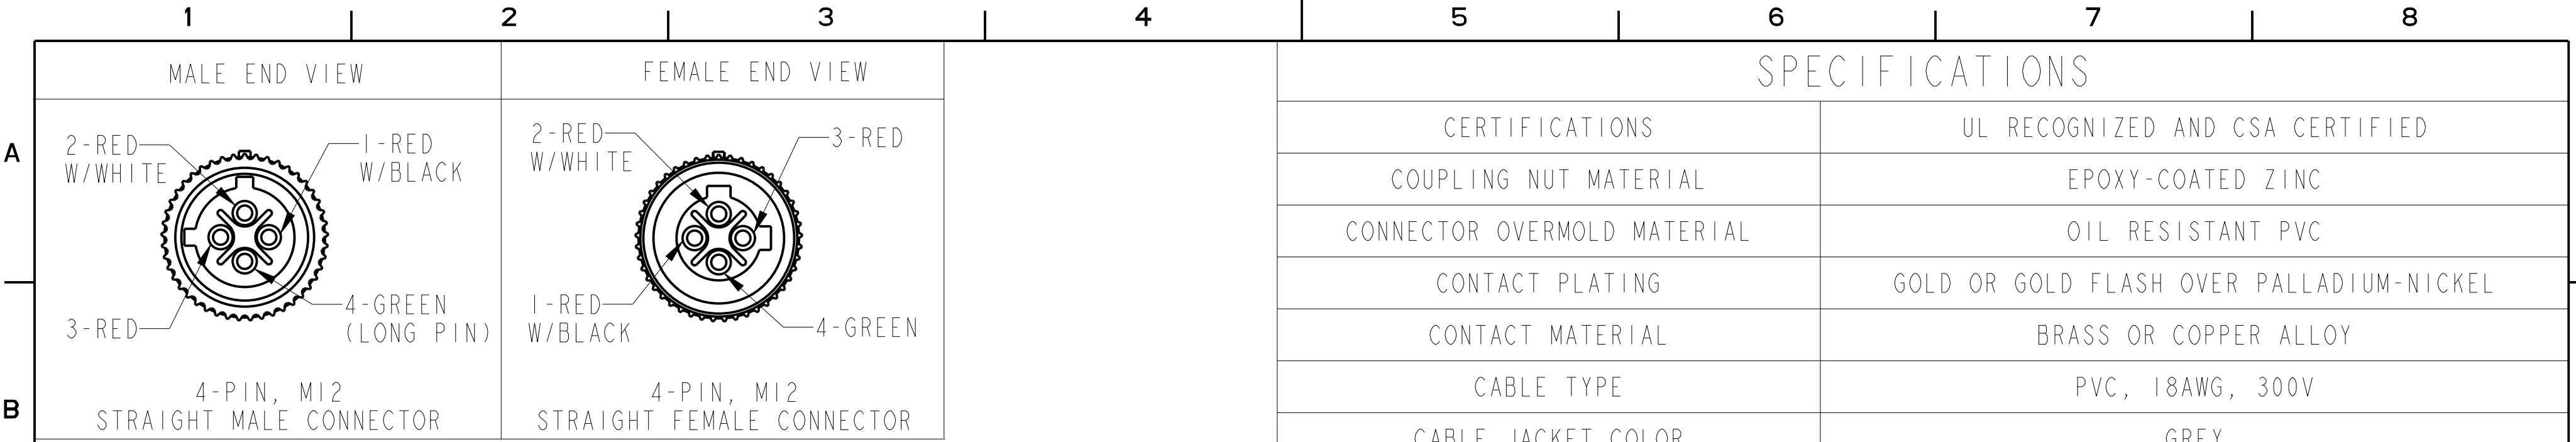 1 2 3 4 5 6 7 8
A
B
MALE END VIEW
2-RED
W/WHITE
1-RED
W/BLACK
3-RED
4-GREEN
(LONG PIN)
4-PIN, M12
STRAIGHT MALE CONNECTOR
FEMALE END VIEW
2-RED
W/WHITE
3-RED
1-RED
W/BLACK
4-GREEN
4-PIN, M12
STRAIGHT FEMALE CONNECTOR
SPECIFICATIONS
CERTIFICATIONS UL RECOGNIZED AND CSA CERTIFIED
COUPLING NUT MATERIAL EPOXY-COATED ZINC
CONNECTOR OVERMOLD MATERIAL OIL RESISTANT PVC
CONTACT PLATING GOLD OR GOLD FLASH OVER PALLADIUM-NICKEL
CONTACT MATERIAL BRASS OR COPPER ALLOY
CABLE TYPE PVC, 18AWG, 300V
CABLE JACKET COLOR GREY